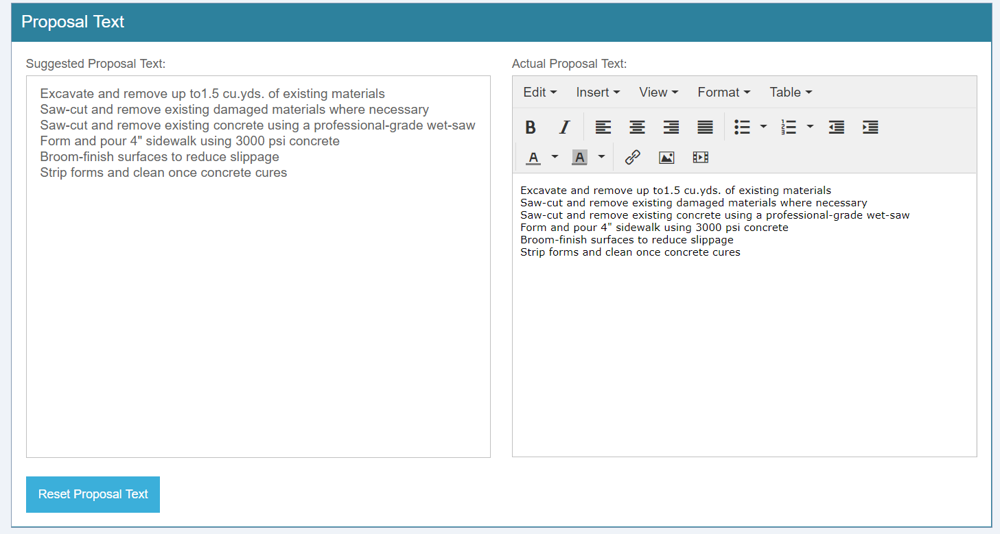 Proposal Text
Suggested Proposal Text:
Excavate and remove up to1.5 cu.yds. of existing materials
Saw-cut and remove existing damaged materials where necessary
Saw-cut and remove existing concrete using a professional-grade wet-saw
Form and pour 4" sidewalk using 3000 psi concrete
Broom-finish surfaces to reduce slippage
Strip forms and clean once concrete cures
Actual Proposal Text:
Edit Insert View Format Table
B I
A A
Excavate and remove up to1.5 cu.yds. of existing materials
Saw-cut and remove existing damaged materials where necessary
Saw-cut and remove existing concrete using a professional-grade wet-saw
Form and pour 4" sidewalk using 3000 psi concrete
Broom-finish surfaces to reduce slippage
Strip forms and clean once concrete cures
Reset Proposal Text